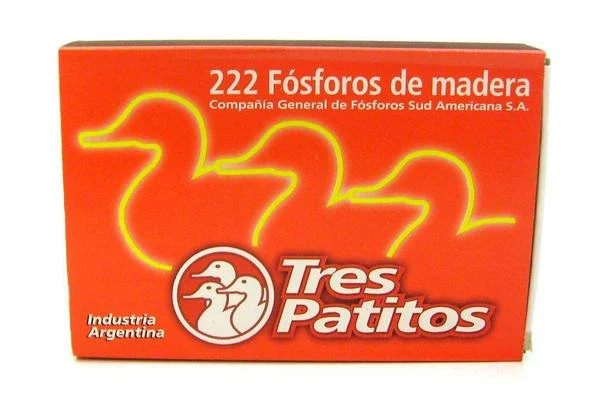 222 Fósforos de madera
Compañía General de Fósforos Sud Americana S.A.
Tres
Patitos
Industria
Argentina